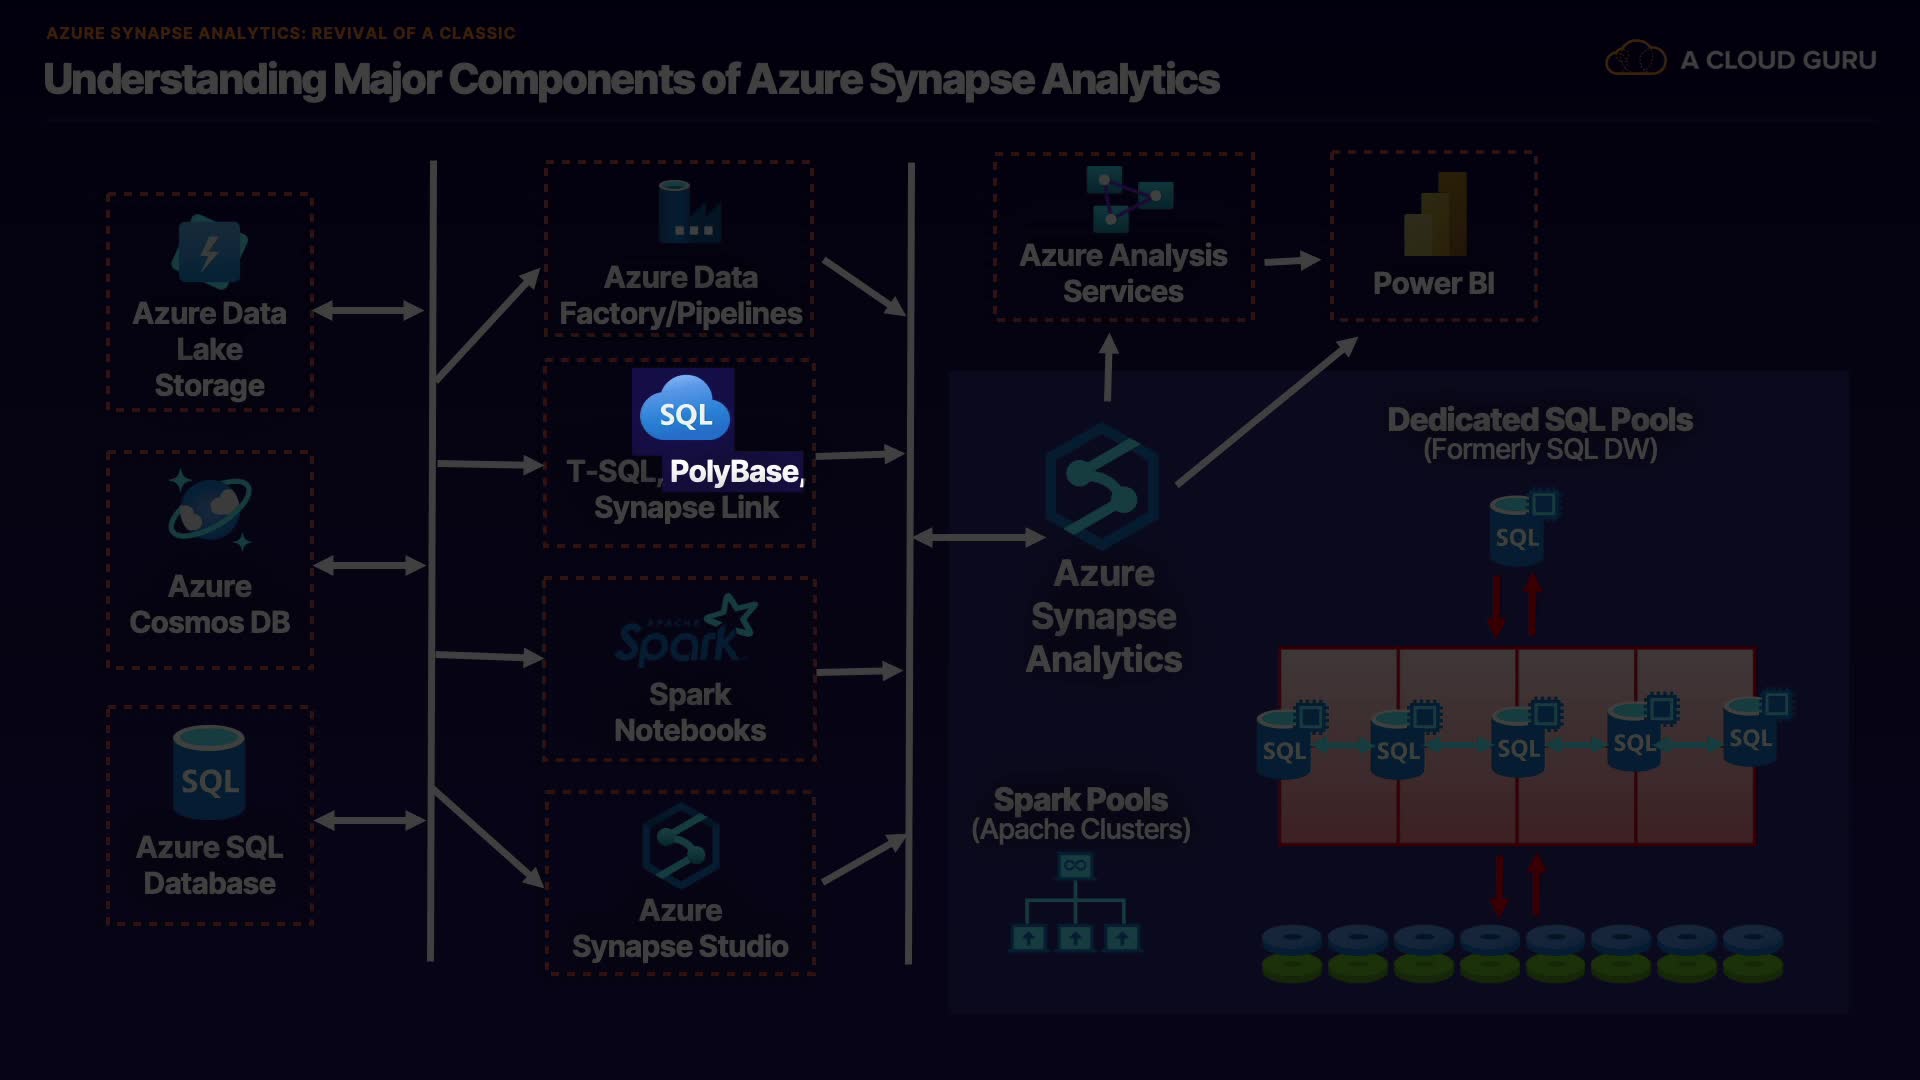 AZURE SYNAPSE ANALYTICS: REVIVAL OF A CLASSIC
Understanding Major Components of Azure Synapse Analytics
A CLOUD GURU
Azure Data
Lake
Storage
Azure
Cosmos DB
SQL
Azure SQL
Database
Azure Data
Factory/Pipelines
SQL
T-SQL, PolyBase,
Synapse Link
APACHE
Spark
Spark
Notebooks
Azure
Synapse Studio
Azure Analysis
Services
Power BI
Azure
Synapse
Analytics
Spark Pools
(Apache Clusters)
Dedicated SQL Pools
(Formerly SQL DW)
SQL
SQL
SQL
SQL
SQL
SQL